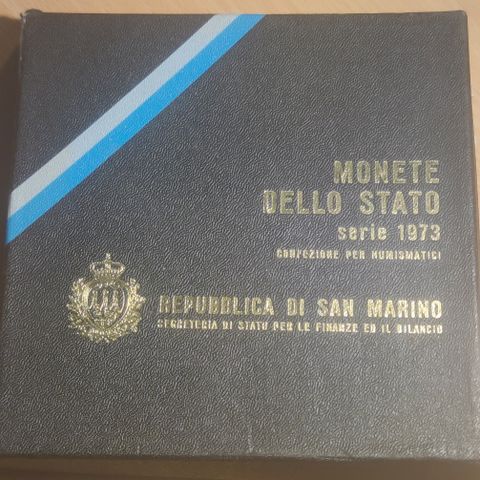 MONETE
DELLO STATO
serie 1973
CONFEZIONE PER NUMISMATICI
REPUBBLICA DI SAN MARINO
SEGRETERIA DI STATO PER LE FINANZE ED IL BILANCIO